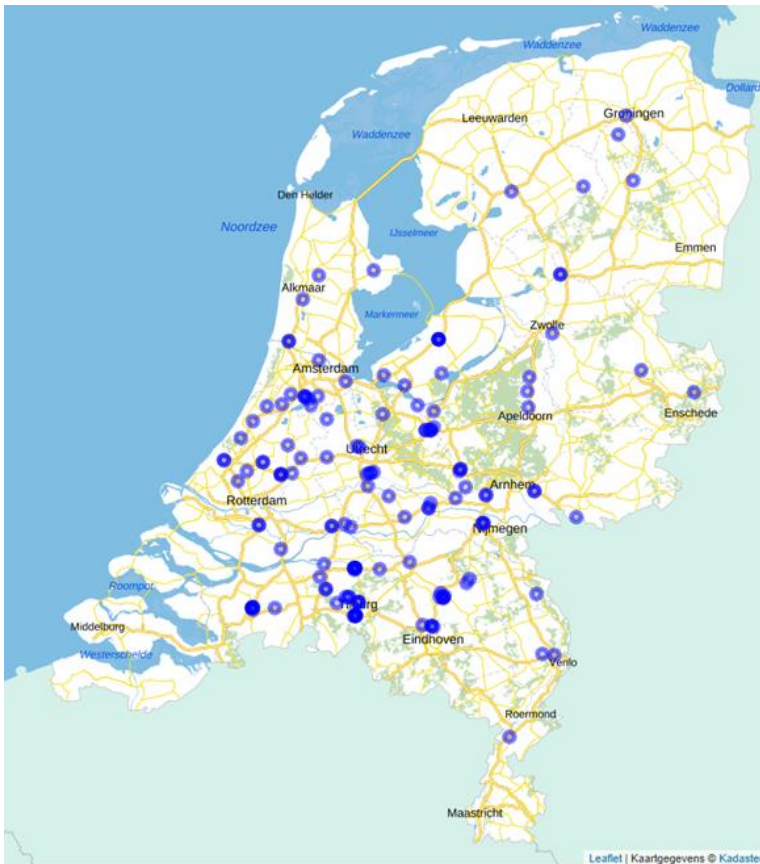 Waddenzee
Waddenzee
Dollard
Leeuwarden
Groningen
Waddenzee
Den Helder
Noordzee
IJsselmeer
Emmen
Alkmaar
Markermeer
Zwolle
Amsterdam
Apeldoorn
Enschede
Utrecht
Arnhem
Rotterdam
Nijmegen
Roompot
Middelburg
Eindhoven
Westerschelde
Venlo
Roermond
Maastricht
Leaflet | Kaartgegevens © Kadaste